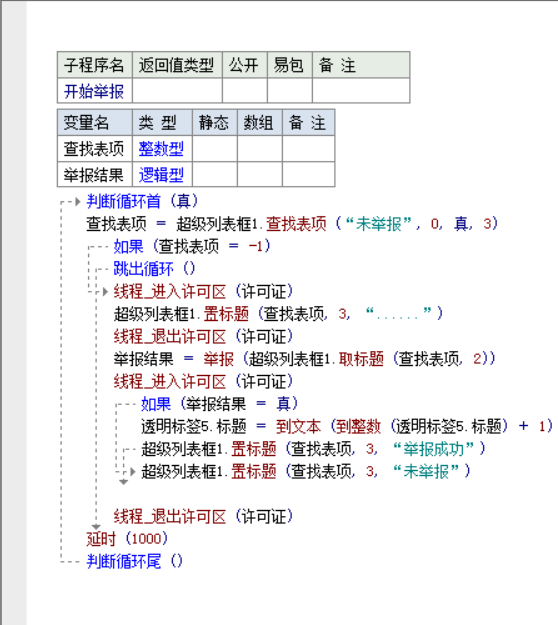 子程序名 返回值类型 公开 易包 备 注
开始举报
变量名 类 型 静态 数组 备 注
查找表项 整数型
举报结果 逻辑型
判断循环首 (真)
查找表项 = 超级列表框1.查找表项 (“未举报”, 0, 真, 3)
如果 (查找表项 = -1)
跳出循环 ()
线程_进入许可区 (许可证)
超级列表框1.置标题 (查找表项, 3, “......”)
线程_退出许可区 (许可证)
举报结果 = 举报 (超级列表框1.取标题 (查找表项, 2))
线程_进入许可区 (许可证)
如果 (举报结果 = 真)
透明标签5.标题 = 到文本 (到整数 (透明标签5.标题) + 1)
超级列表框1.置标题 (查找表项, 3, “举报成功”)
超级列表框1.置标题 (查找表项, 3, “未举报”)
线程_退出许可区 (许可证)
延时 (1000)
判断循环尾 ()